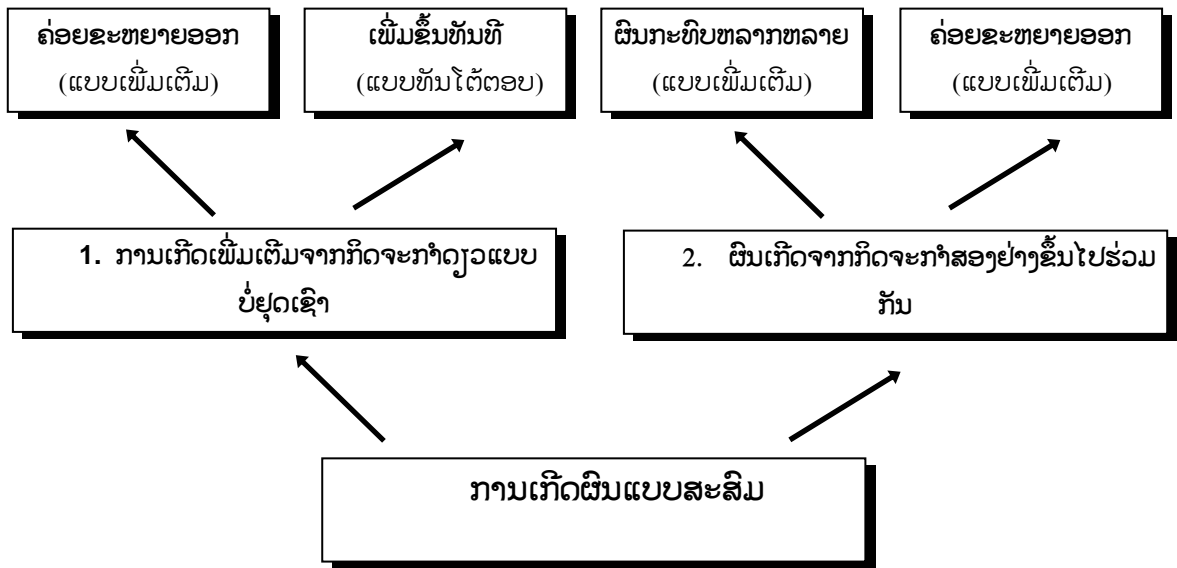 ຄ່ອຍຂະຫຍາຍອອກ
(ແບບເພີ່ມເຕີມ)
ເພີ່ມຂຶ້ນທັນທີ
(ແບບທັນໂຕ້ຕອບ)
ຜົນກະທົບຫລາກຫລາຍ
(ແບບເພີ່ມເຕີມ)
ຄ່ອຍຂະຫຍາຍອອກ
(ແບບເພີ່ມເຕີມ)
1. ການເກີດເພີ່ມເຕີມຈາກກິດຈະກຳດຽວແບບ
ບໍ່ຢຸດເຊົາ
2. ຜົນເກີດຈາກກິດຈະກຳສອງຢ່າງຂຶ້ນໄປຮ່ວມ
ກັນ
ການເກີດຜົນແບບສະສົມ